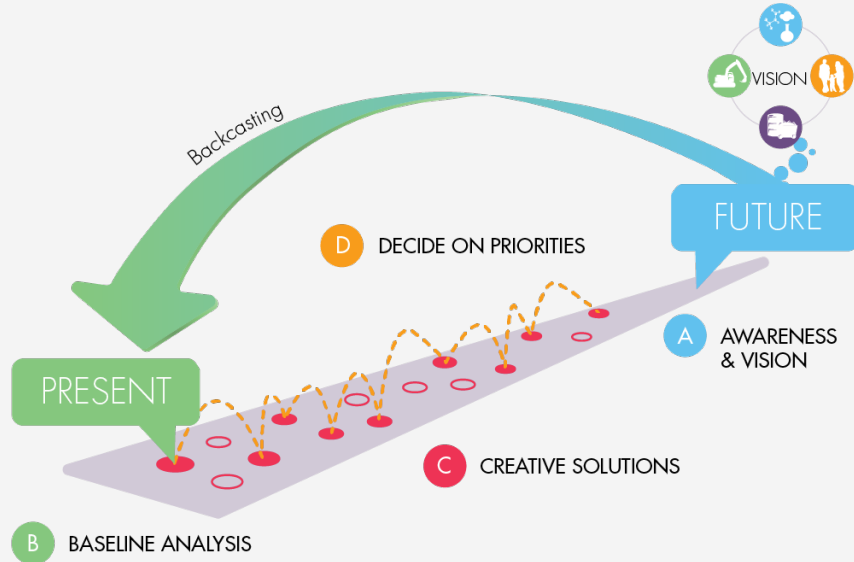 VISION
Backcasting
FUTURE
D DECIDE ON PRIORITIES
A AWARENESS
& VISION
PRESENT
C CREATIVE SOLUTIONS
B BASELINE ANALYSIS